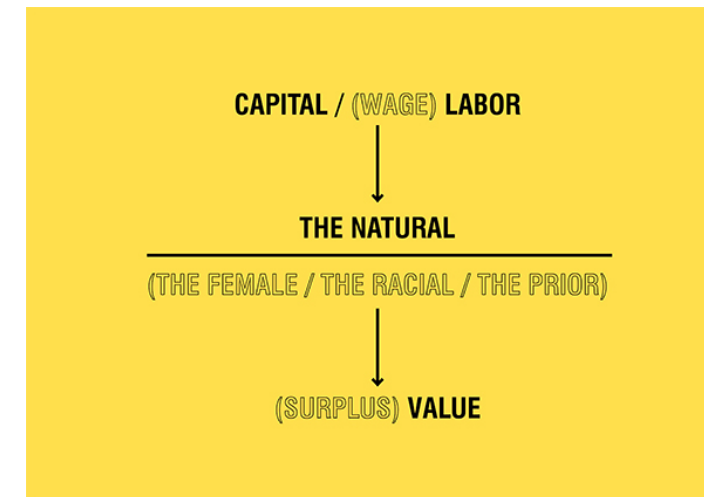 CAPITAL / (WAGE) LABOR
THE NATURAL
(THE FEMALE / THE RACIAL / THE PRIOR)
(SURPLUS) VALUE